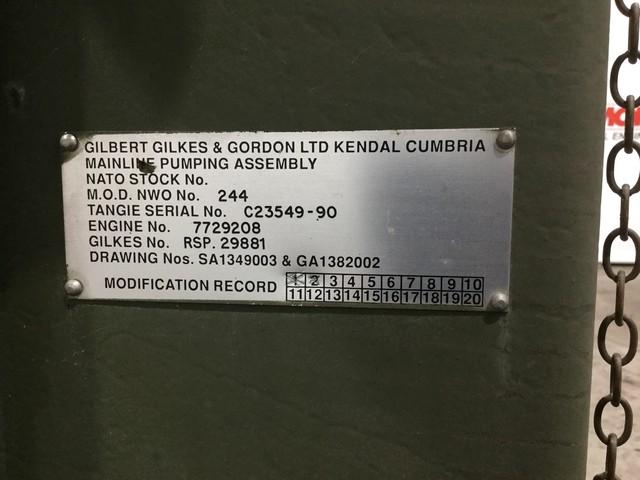 GILBERT GILKES & GORDON LTD KENDAL CUMBRIA
MAINLINE PUMPING ASSEMBLY
NATO STOCK No.
M.O.D. NWO No. 244
TANGIE SERIAL No. C23549-90
ENGINE No. 7729208
GILKES No. RSP. 29881
DRAWING Nos. SA1349003 & GA1382002
MODIFICATION RECORD 1 2 3 4 5 6 7 8 9 10
11 12 13 14 15 16 17 18 19 20